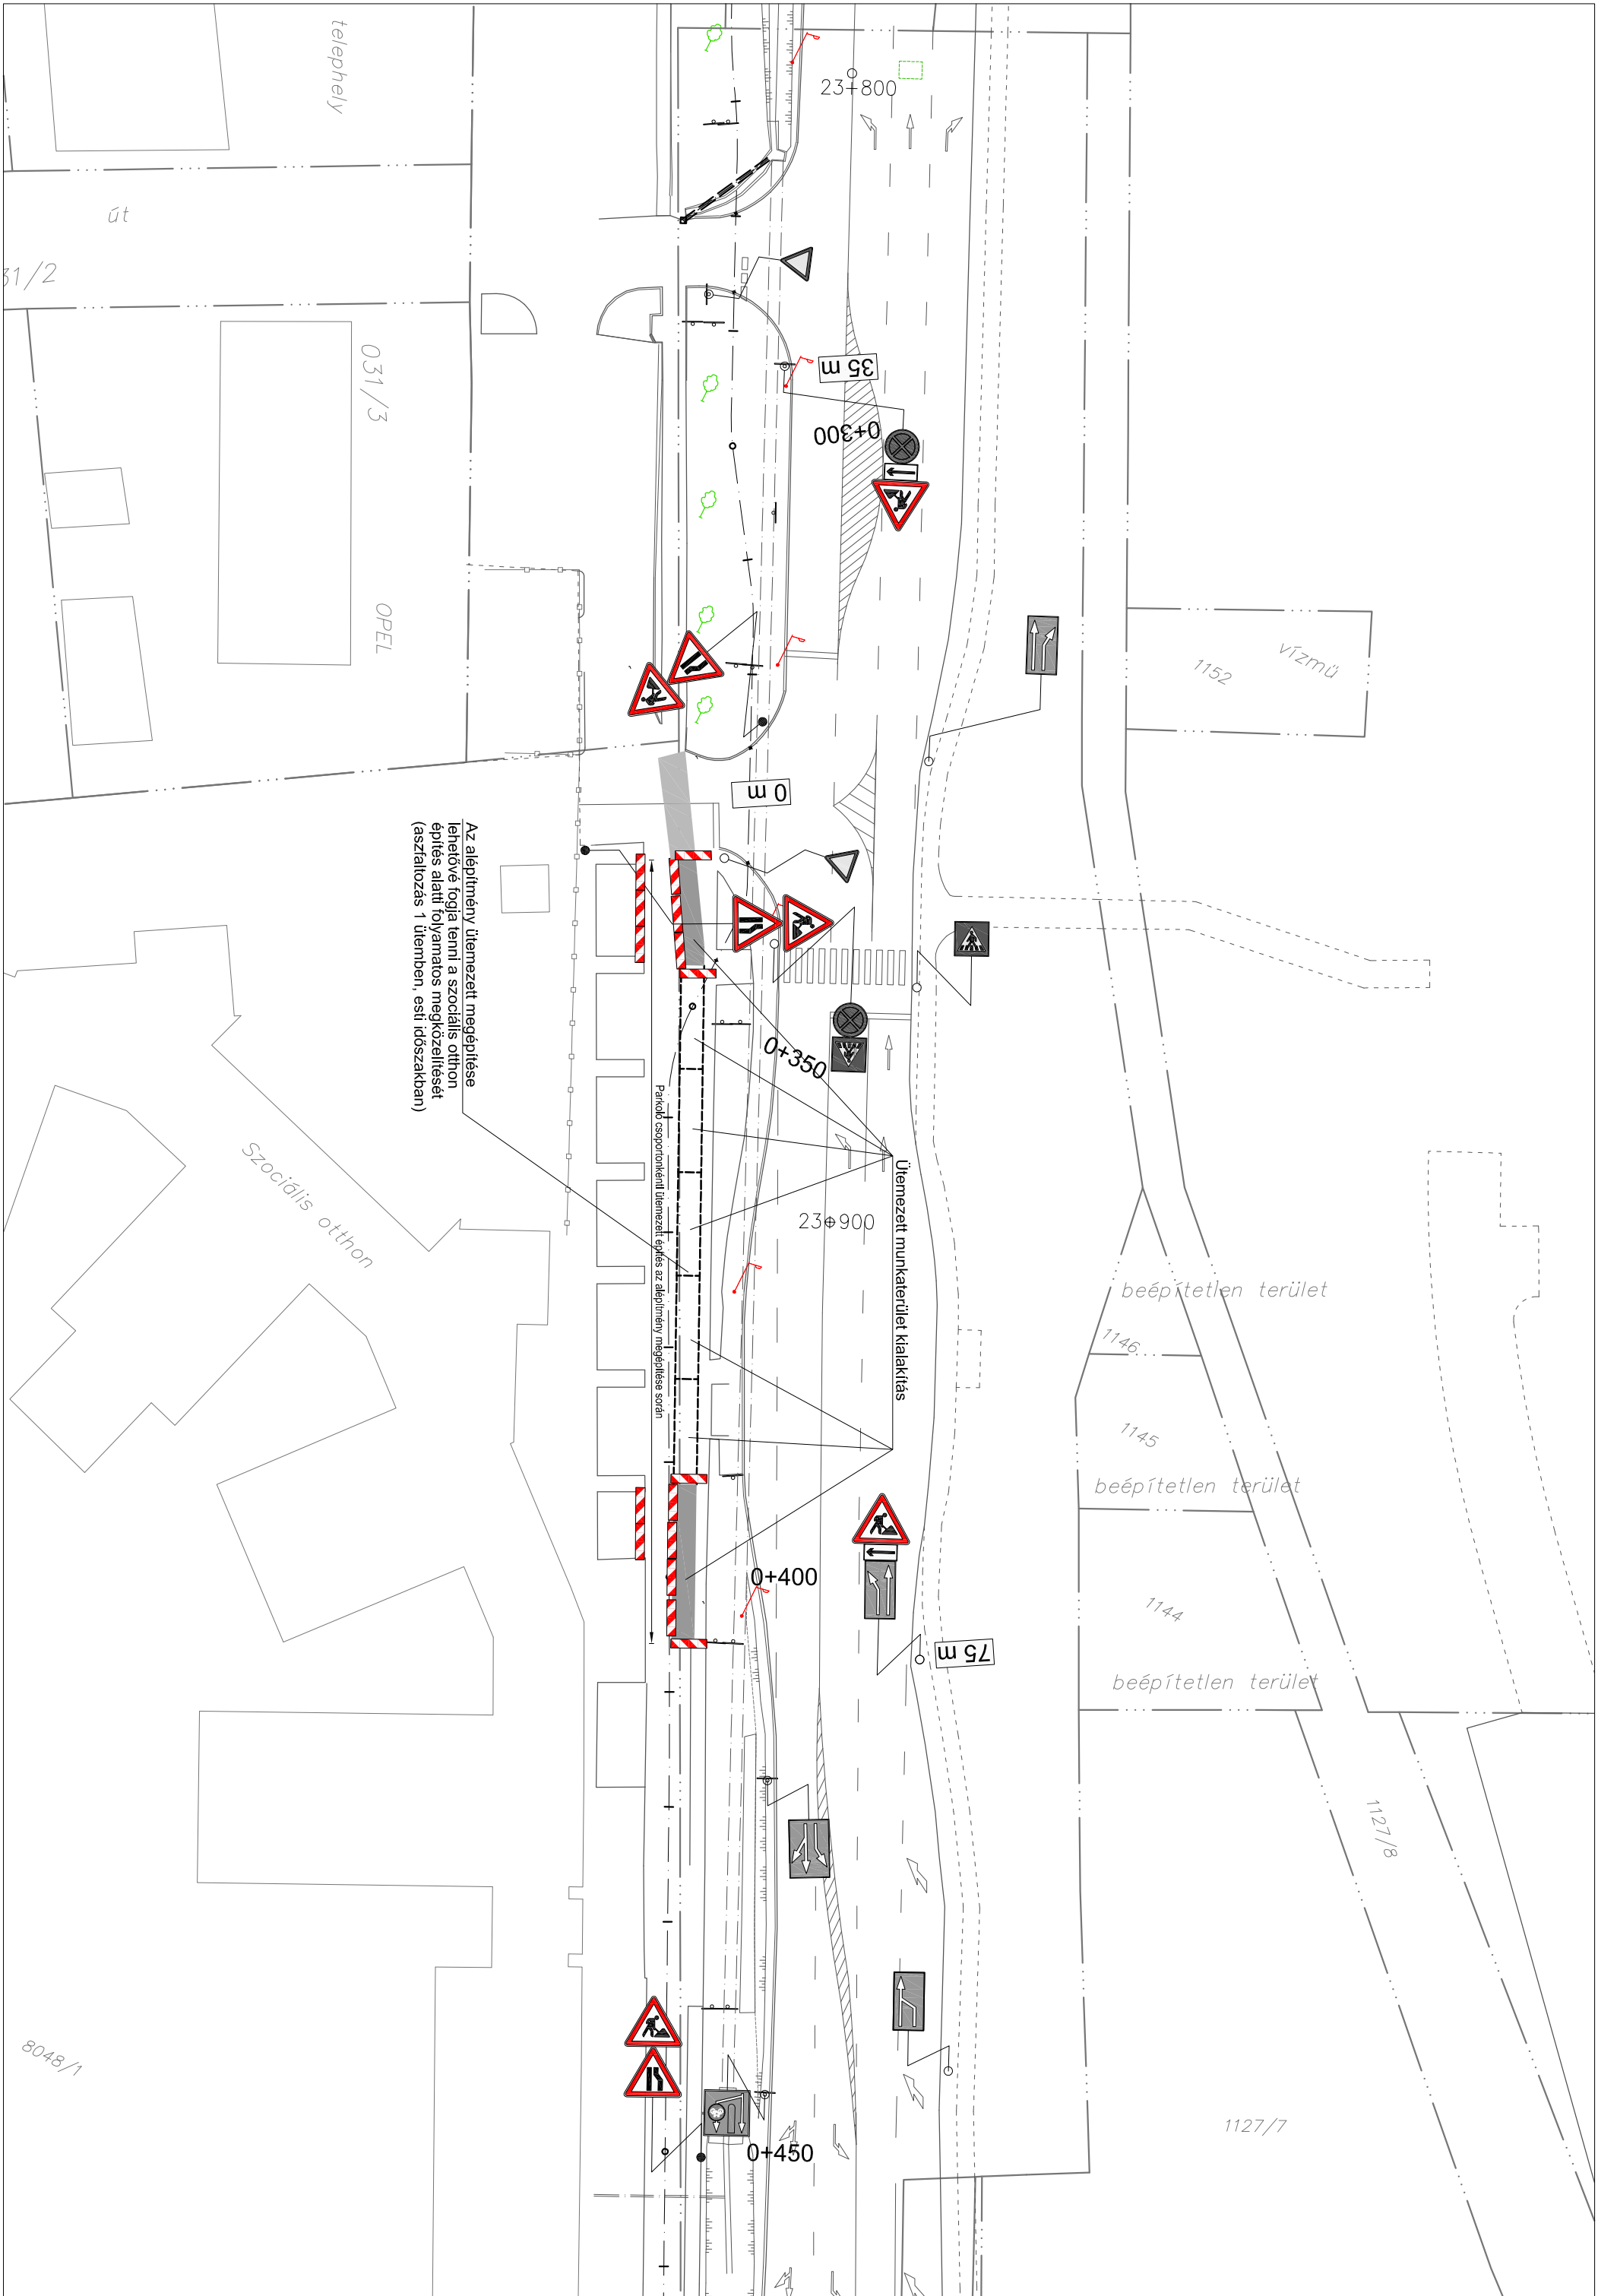 telephely
23+800
út
31/2
35 m
031/3
0+300
OPEL
vízmű
1152
0 m
Az alépítmény ütemezett megépítése
lehetővé fogja tenni a szociális otthon
építés alatti folyamatos megközelítését
(aszfaltozás 1 ütemben, esti időszakban)
0+350
Parkoló csoportonkénti ütemezett építés az alépítmény megépítése során
Ütemezett munkaterület kialakítás
Szociális otthon
23+900
beépítetlen terület
1146
1145
beépítetlen terület
0+400
1144
75 m
beépítetlen terület
1127/8
8048/1
0+450
1127/7